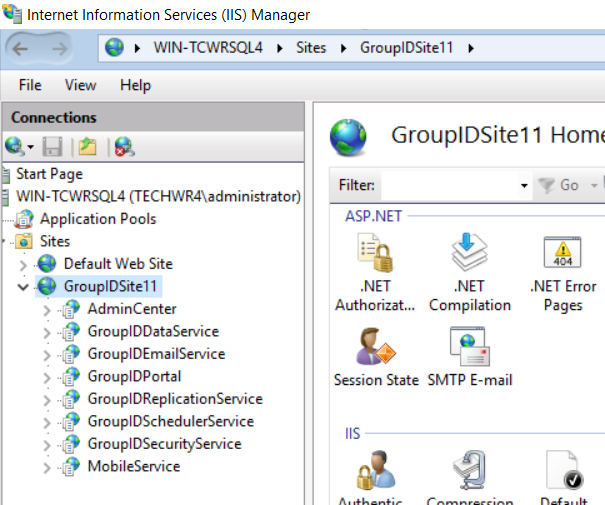 Internet Information Services (IIS) Manager
WIN-TCWRSQL4 Sites GroupIDSite11
File View Help
Connections
Start Page
WIN-TCWRSQL4 (TECHWR4\administrator)
Application Pools
Sites
Default Web Site
GroupIDSite11
AdminCenter
GroupIDDataService
GroupIDEmailService
GroupIDPortal
GroupIDReplicationService
GroupIDSchedulerService
GroupIDSecurityService
MobileService
GroupIDSite11 Home
Filter: Go
ASP.NET
404
.NET .NET .NET Error
Authorizat... Compilation Pages
Session State SMTP E-mail
IIS
Authentic... Compression Default